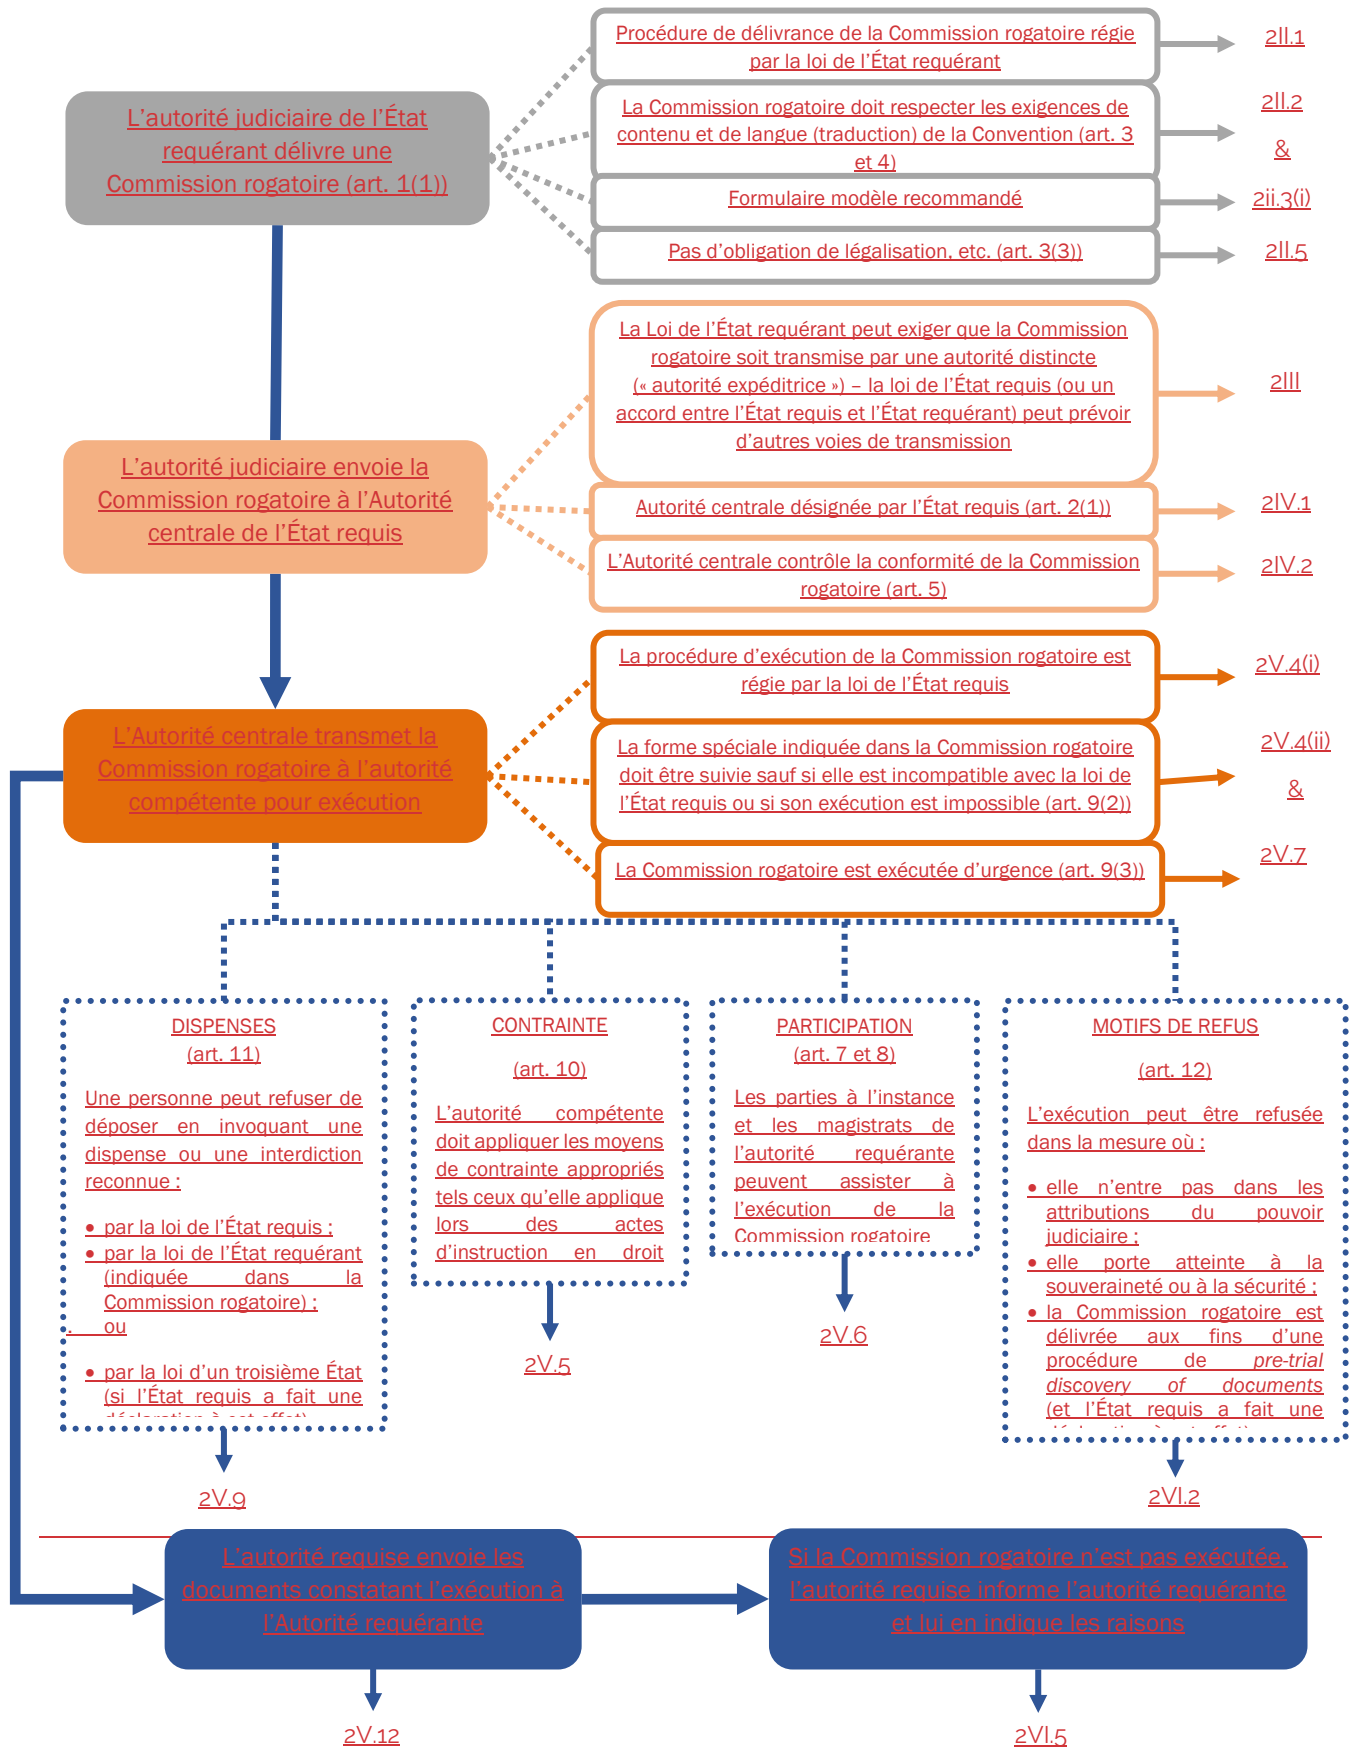 L'autorité judiciaire de l'État
requérant délivre une
Commission rogatoire (art. 1(1))
Procédure de délivrance de la Commission rogatoire régie
par la loi de l'État requérant
2II.1
La Commission rogatoire doit respecter les exigences de
contenu et de langue (traduction) de la Convention (art. 3
et 4)
2II.2
&
Formulaire modèle recommandé
2ii.3(i)
Pas d'obligation de légalisation, etc. (art. 3(3))
2II.5
L'autorité judiciaire envoie la
Commission rogatoire à l'Autorité
centrale de l'État requis
La Loi de l'État requérant peut exiger que la Commission
rogatoire soit transmise par une autorité distincte
(« autorité expéditrice ») – la loi de l'État requis (ou un
accord entre l'État requis et l'État requérant) peut prévoir
d'autres voies de transmission
2III
Autorité centrale désignée par l'État requis (art. 2(1))
2IV.1
L'Autorité centrale contrôle la conformité de la Commission
rogatoire (art. 5)
2IV.2
L'Autorité centrale transmet la
Commission rogatoire à l'autorité
compétente pour exécution
La procédure d'exécution de la Commission rogatoire est
régie par la loi de l'État requis
2V.4(i)
La forme spéciale indiquée dans la Commission rogatoire
doit être suivie sauf si elle est incompatible avec la loi de
l'État requis ou si son exécution est impossible (art. 9(2))
2V.4(ii)
&
La Commission rogatoire est exécutée d'urgence (art. 9(3))
2V.7
DISPENSES
(art. 11)
Une personne peut refuser de
déposer en invoquant une
dispense ou une interdiction
reconnue :
• par la loi de l'État requis ;
• par la loi de l'État requérant
(indiquée dans la
Commission rogatoire) ;
. ou
• par la loi d'un troisième État
(si l'État requis a fait une
déclaration à cet effet)
2V.9
CONTRAINTE
(art. 10)
L'autorité compétente
doit appliquer les moyens
de contrainte appropriés
tels ceux qu'elle applique
lors des actes
d'instruction en droit
2V.5
PARTICIPATION
(art. 7 et 8)
Les parties à l'instance
et les magistrats de
l'autorité requérante
peuvent assister à
l'exécution de la
Commission rogatoire
2V.6
MOTIFS DE REFUS
(art. 12)
L'exécution peut être refusée
dans la mesure où :
• elle n'entre pas dans les
attributions du pouvoir
judiciaire ;
• elle porte atteinte à la
souveraineté ou à la sécurité ;
• la Commission rogatoire est
délivrée aux fins d'une
procédure de pre-trial
discovery of documents
(et l'État requis a fait une
déclaration à cet effet)
2VI.2
L'autorité requise envoie les
documents constatant l'exécution à
l'Autorité requérante
2V.12
Si la Commission rogatoire n'est pas exécutée,
l'autorité requise informe l'autorité requérante
et lui en indique les raisons
2VI.5